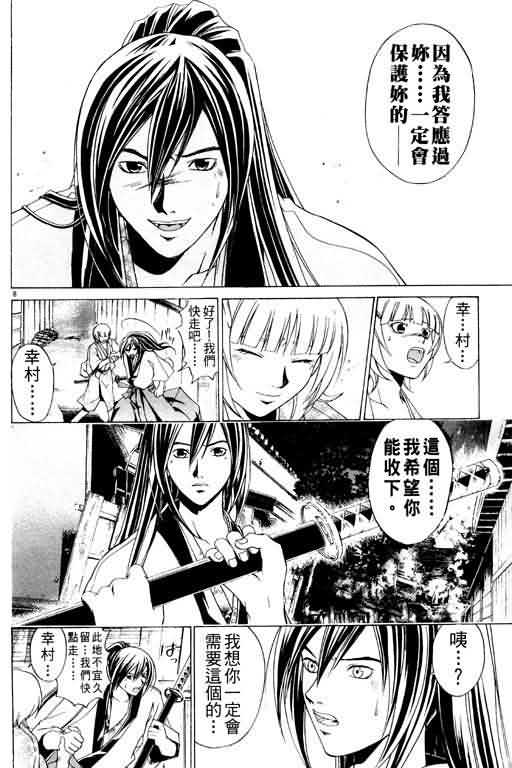 因為我答應過
妳……一定會
保護妳的——
8
幸…村…
好了！我們
快走吧……
幸村……
這個……
我希望你
能收下。
咦…？
我想你一定會
需要這個的…
此地不宜久
留…我們快
點走……
幸村……